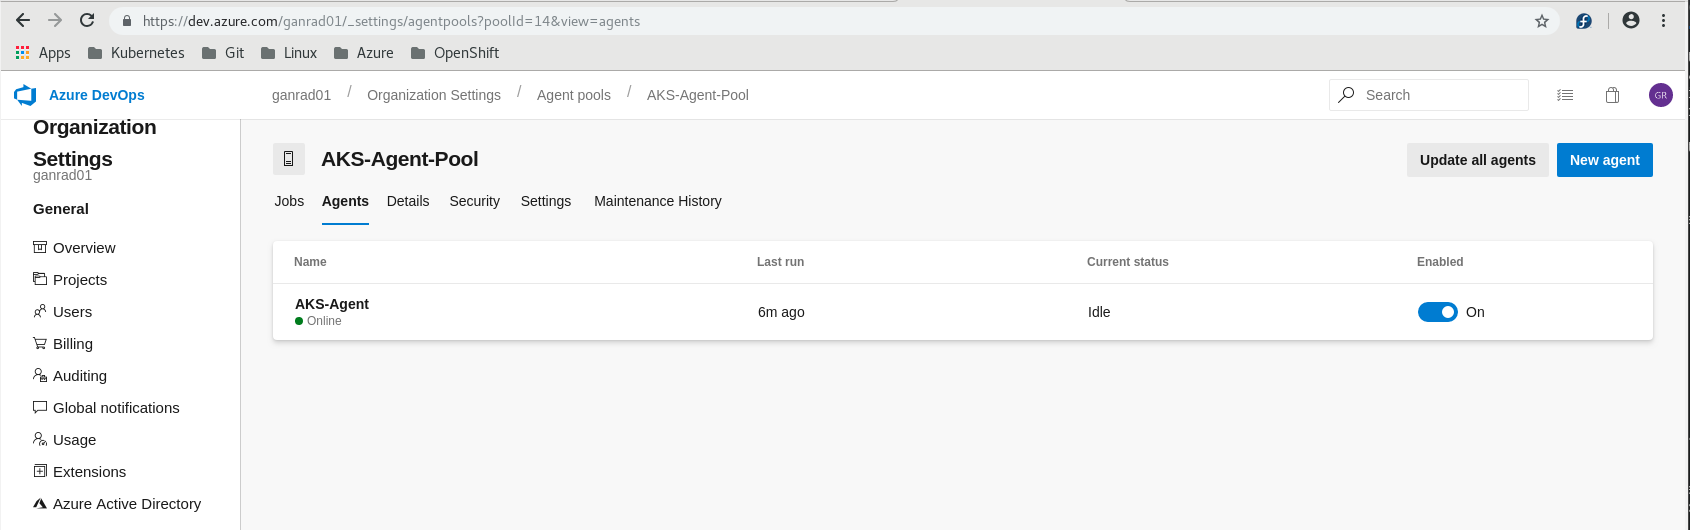 https://dev.azure.com/ganrad01/_settings/agentpools?poolId=14&view=agents
Apps Kubernetes Git Linux Azure OpenShift
Azure DevOps ganrad01 / Organization Settings / Agent pools / AKS-Agent-Pool Search GR
Organization
Settings
ganrad01
General
Overview
Projects
Users
Billing
Auditing
Global notifications
Usage
Extensions
Azure Active Directory
AKS-Agent-Pool Update all agents New agent
Jobs Agents Details Security Settings Maintenance History
Name Last run Current status Enabled
AKS-Agent
Online
6m ago Idle On